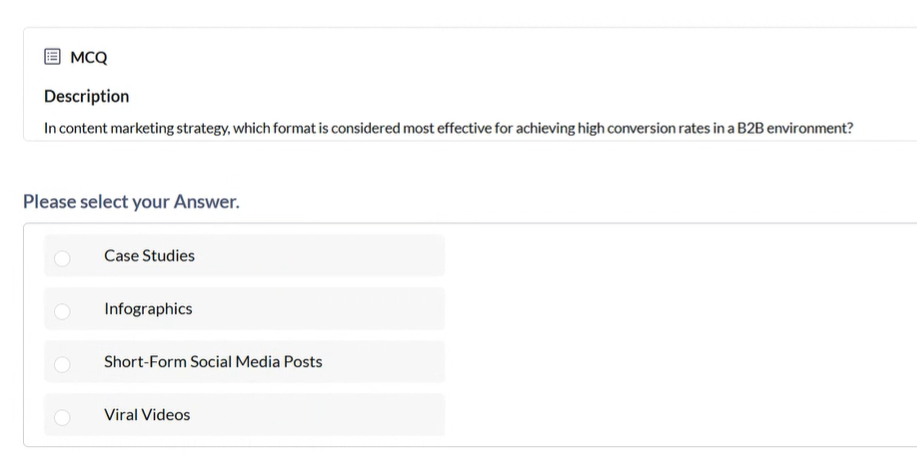 MCQ
Description
In content marketing strategy, which format is considered most effective for achieving high conversion rates in a B2B environment?
Please select your Answer.
Case Studies
Infographics
Short-Form Social Media Posts
Viral Videos